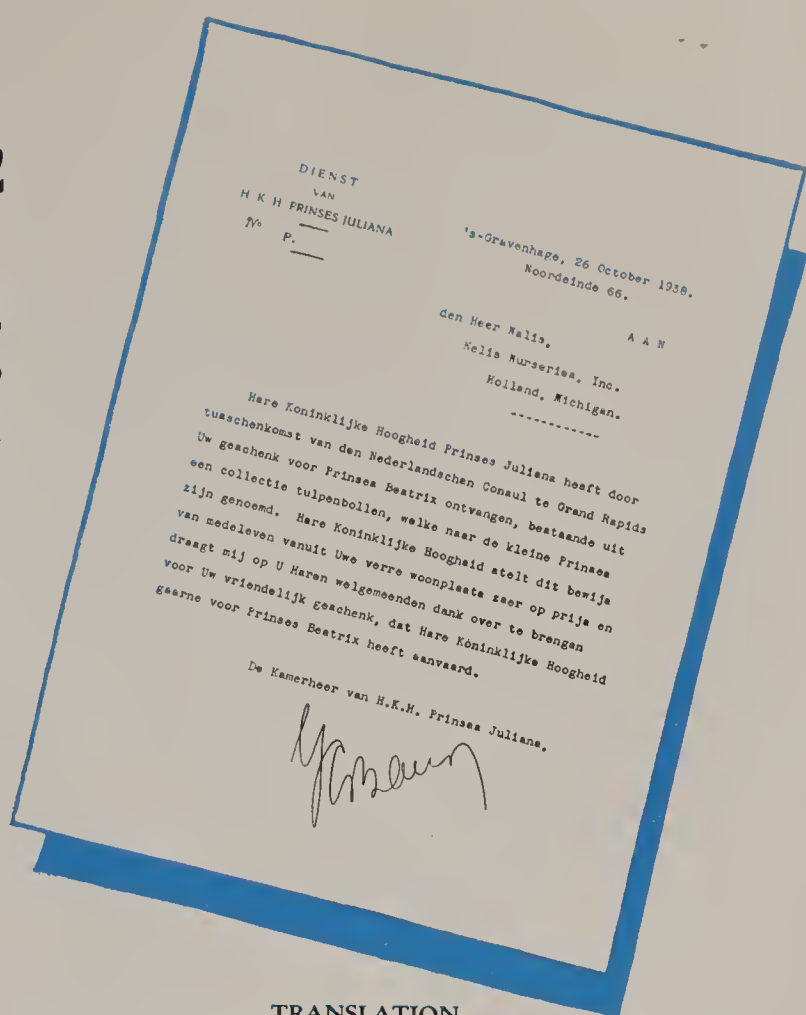 DIENST
VAN
H K H PRINSES JULIANA
No P.
's-Gravenhage, 26 October 1938.
Noordeinde 66.
A A N
den Heer Nelis.
Nelis Nurseries, Inc.
Holland, Michigan.
------------
Hare Koninklijke Hoogheid Prinses Juliana heeft door
tusschenkomst van den Nederlandschen Consul te Grand Rapids
Uw geschenk voor Prinses Beatrix ontvangen, bestaande uit
een collectie tulpenbollen, welke naar de kleine Prinses
zijn genoemd. Hare Koninklijke Hoogheid stelt dit bewijs
van medeleven vanuit Uwe verre woonplaats zeer op prijs en
draagt mij op U Haren welgemeenden dank over te brengen
voor Uw vriendelijk geschenk, dat Hare Koninklijke Hoogheid
gaarne voor Prinses Beatrix heeft aanvaard.
De Kamerheer van H.K.H. Prinses Juliana.
TRANSLATION